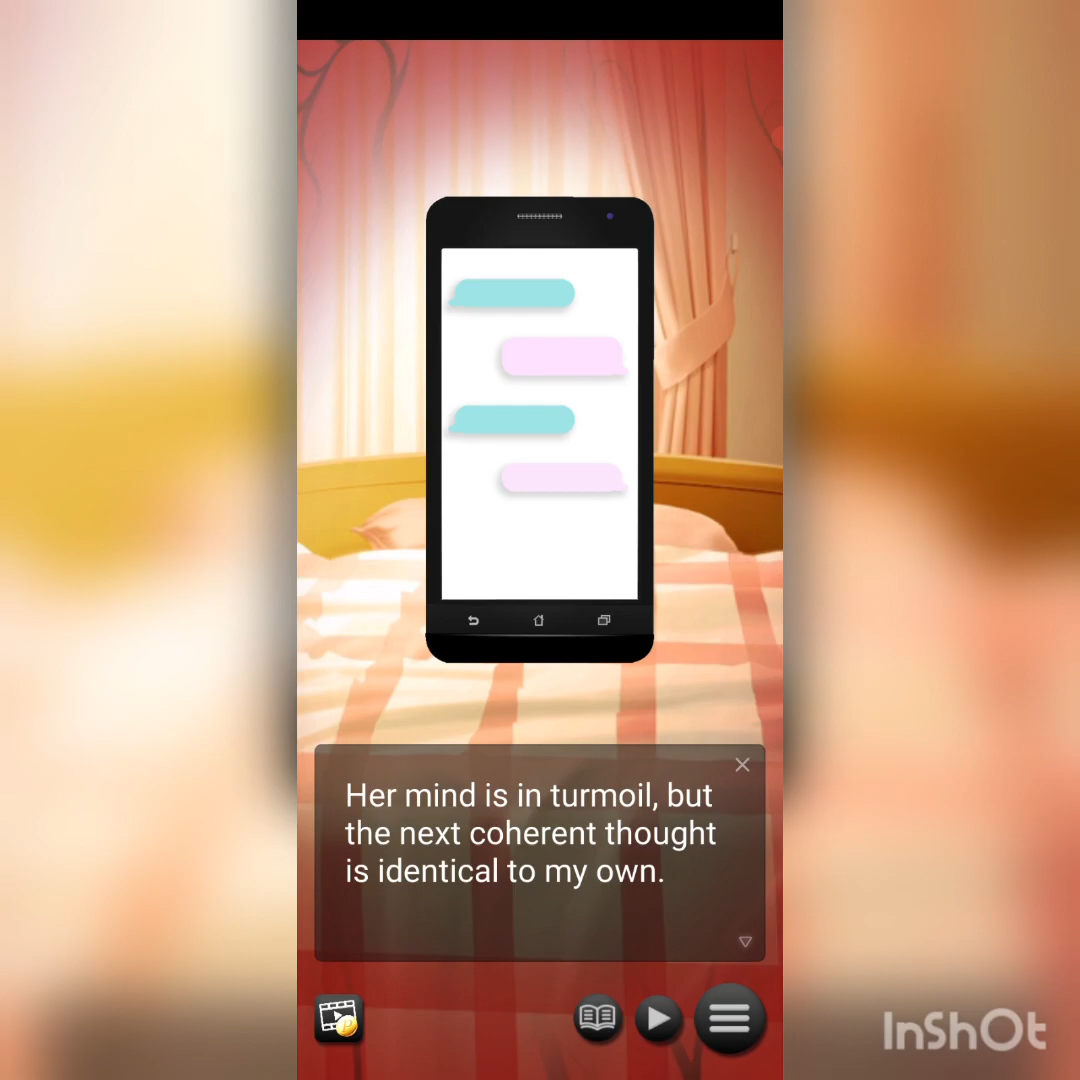 Her mind is in turmoil, but
the next coherent thought
is identical to my own.
P
InShOt